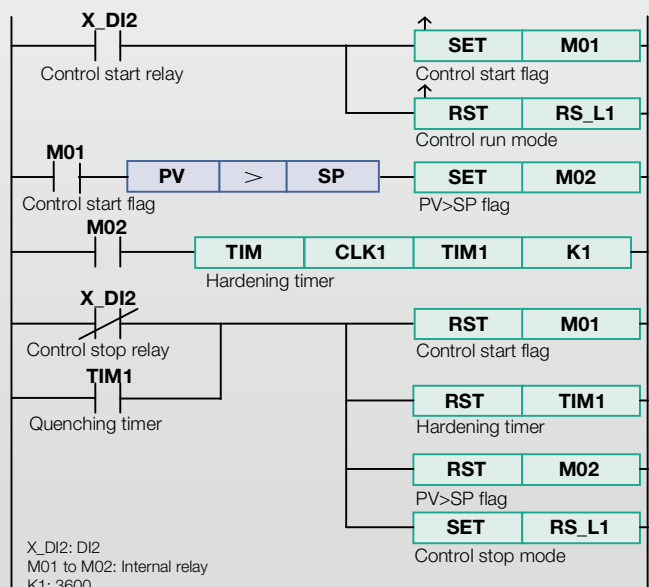 X_DI2
SET M01
Control start relay
Control start flag
RST RS_L1
Control run mode
M01
PV > SP SET M02
Control start flag
PV>SP flag
M02
TIM CLK1 TIM1 K1
Hardening timer
X_DI2
RST M01
Control stop relay
Control start flag
TIM1
RST TIM1
Quenching timer
Hardening timer
RST M02
PV>SP flag
SET RS_L1
Control stop mode
X_DI2: DI2
M01 to M02: Internal relay
K1: 3600